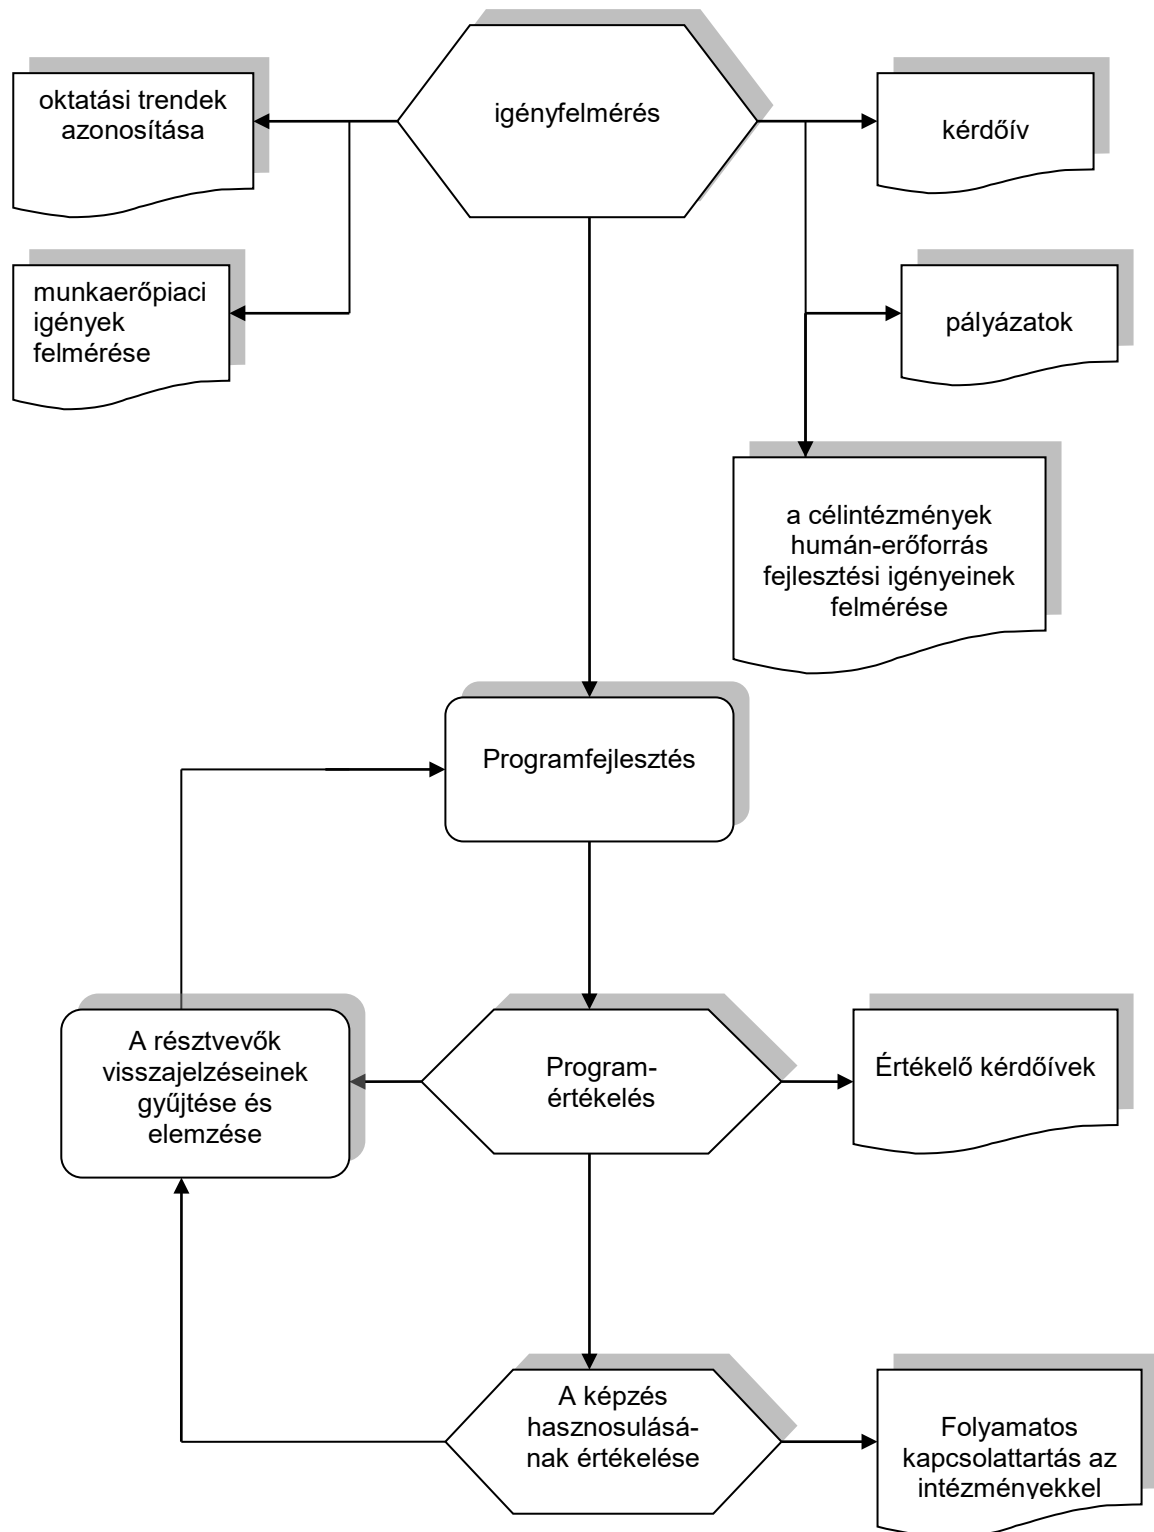 igényfelmérés
oktatási trendek
azonosítása
kérdőív
munkaerőpiaci
igények
felmérése
pályázatok
a célintézmények
humán-erőforrás
fejlesztési igényeinek
felmérése
Programfejlesztés
A résztvevők
visszajelzéseinek
gyűjtése és
elemzése
Program-
értékelés
Értékelő kérdőívek
A képzés
hasznosulásá-
nak értékelése
Folyamatos
kapcsolattartás az
intézményekkel